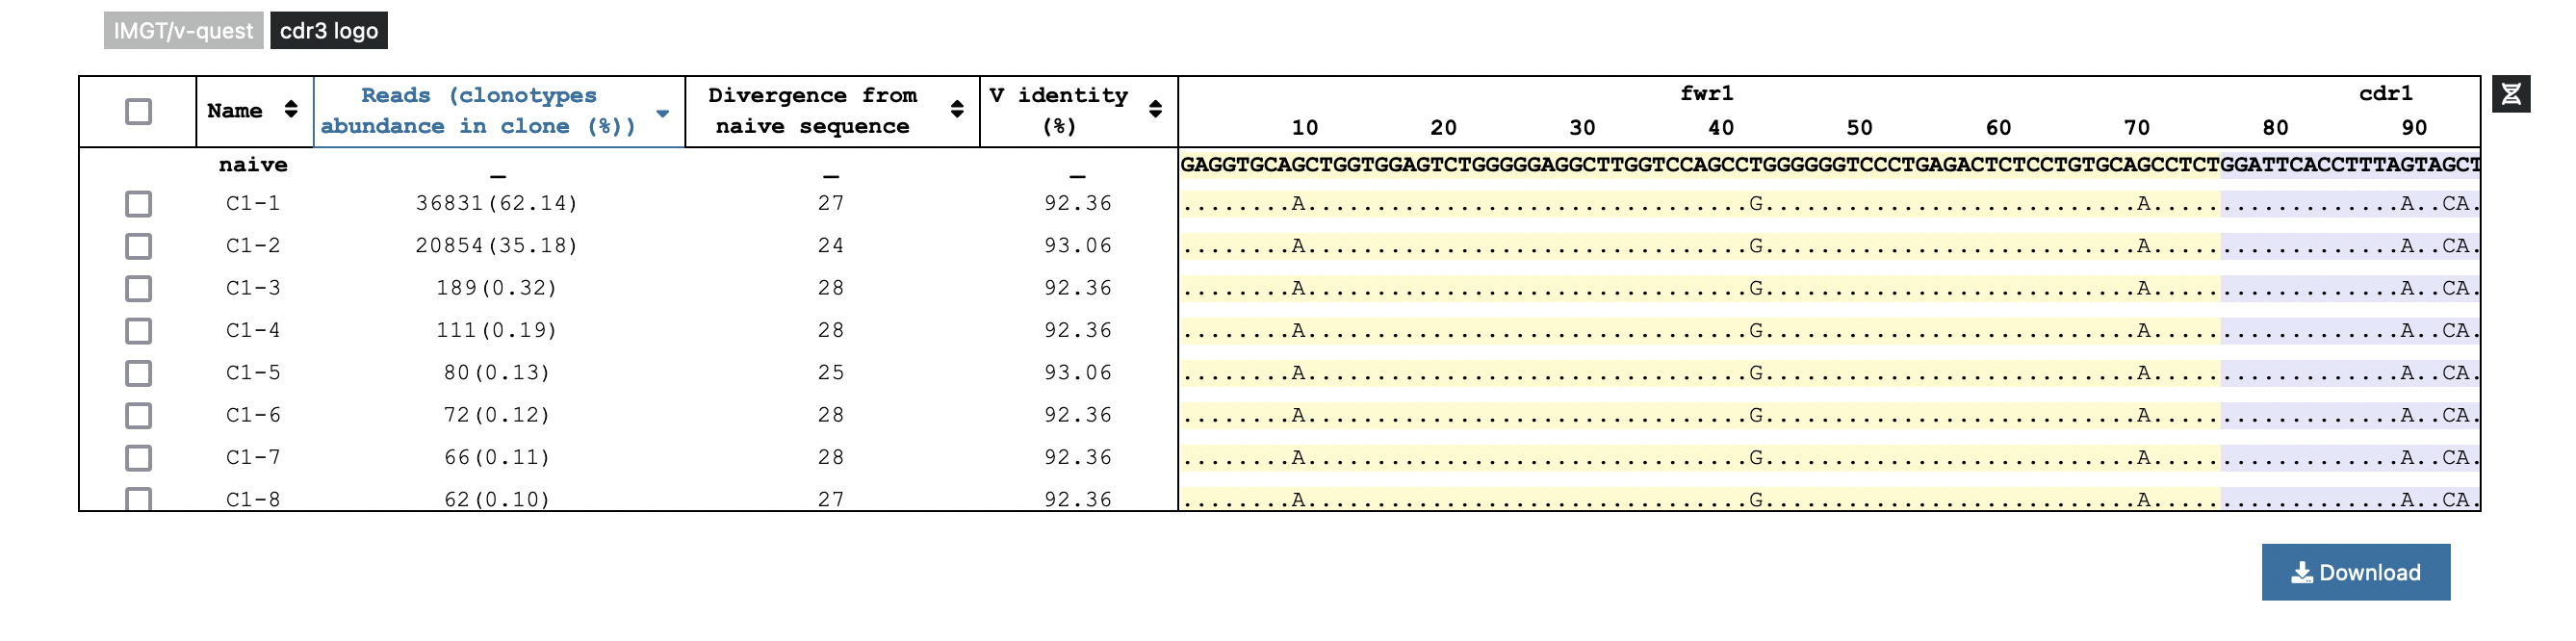 IMGT/v-quest cdr3 logo
Name Reads (clonotypes abundance in clone (%)) Divergence from naive sequence V identity (%) fwr1 cdr1
10 20 30 40 50 60 70 80 90
naive _ _ _ GAGGTGCAGCTGGTGGAGTCTGGGGGAGGCTTGGTCCAGCCTGGGGGGTCCCTGAGACTCTCCTGTGCAGCCTCTGGATTCACCTTTAGTAGCT
C1-1 36831(62.14) 27 92.36 ........A................................G...........................A..................A..CA.
C1-2 20854(35.18) 24 93.06 ........A................................G...........................A..................A..CA.
C1-3 189(0.32) 28 92.36 ........A................................G...........................A..................A..CA.
C1-4 111(0.19) 28 92.36 ........A................................G...........................A..................A..CA.
C1-5 80(0.13) 25 93.06 ........A................................G...........................A..................A..CA.
C1-6 72(0.12) 28 92.36 ........A................................G...........................A..................A..CA.
C1-7 66(0.11) 28 92.36 ........A................................G...........................A..................A..CA.
C1-8 62(0.10) 27 92.36 ........A................................G...........................A..................A..CA.
Download